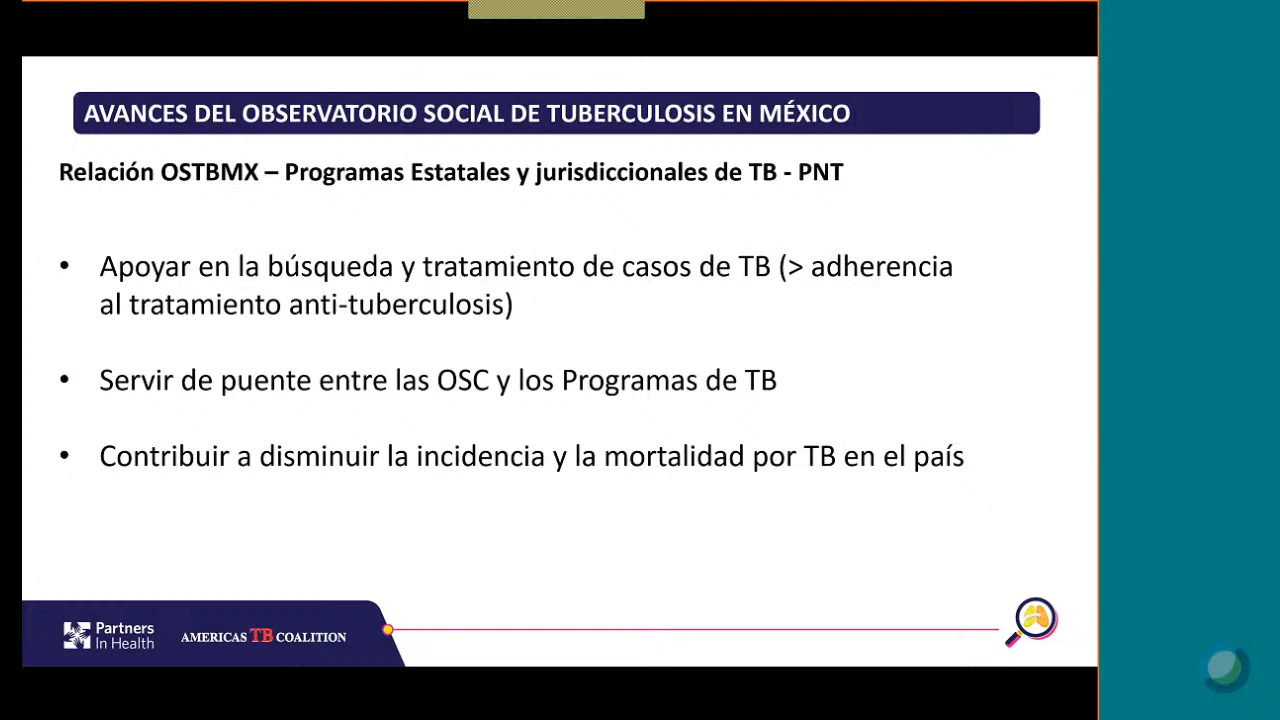 AVANCES DEL OBSERVATORIO SOCIAL DE TUBERCULOSIS EN MÉXICO
Relación OSTBMX – Programas Estatales y jurisdiccionales de TB - PNT
• Apoyar en la búsqueda y tratamiento de casos de TB (> adherencia
al tratamiento anti-tuberculosis)
• Servir de puente entre las OSC y los Programas de TB
• Contribuir a disminuir la incidencia y la mortalidad por TB en el país
Partners
In Health
AMERICAS TB COALITION